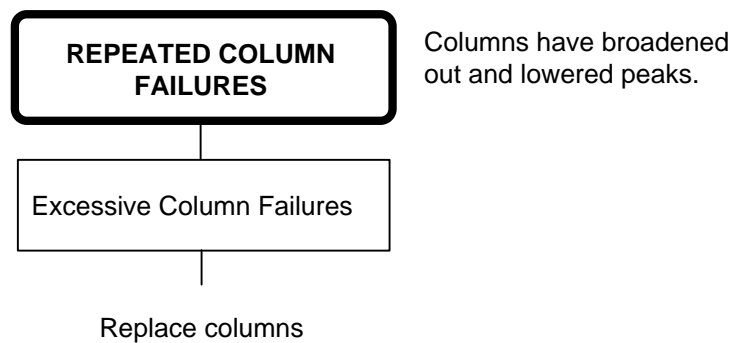 REPEATED COLUMN
FAILURES
Columns have broadened
out and lowered peaks.
Excessive Column Failures
Replace columns